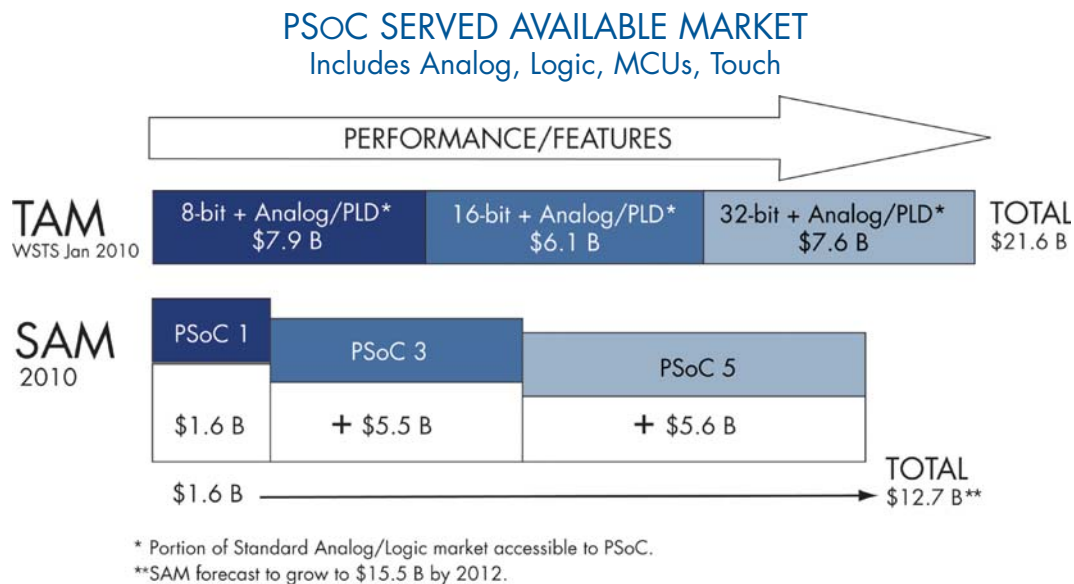 PSoC SERVED AVAILABLE MARKET
Includes Analog, Logic, MCUs, Touch
PERFORMANCE/FEATURES
TAM
WSTS Jan 2010
8-bit + Analog/PLD*
$7.9 B
16-bit + Analog/PLD*
$6.1 B
32-bit + Analog/PLD*
$7.6 B
TOTAL
$21.6 B
SAM
2010
PSoC 1
PSoC 3
PSoC 5
$1.6 B
+ $5.5 B
+ $5.6 B
$1.6 B
TOTAL
$12.7 B**
* Portion of Standard Analog/Logic market accessible to PSoC.
**SAM forecast to grow to $15.5 B by 2012.